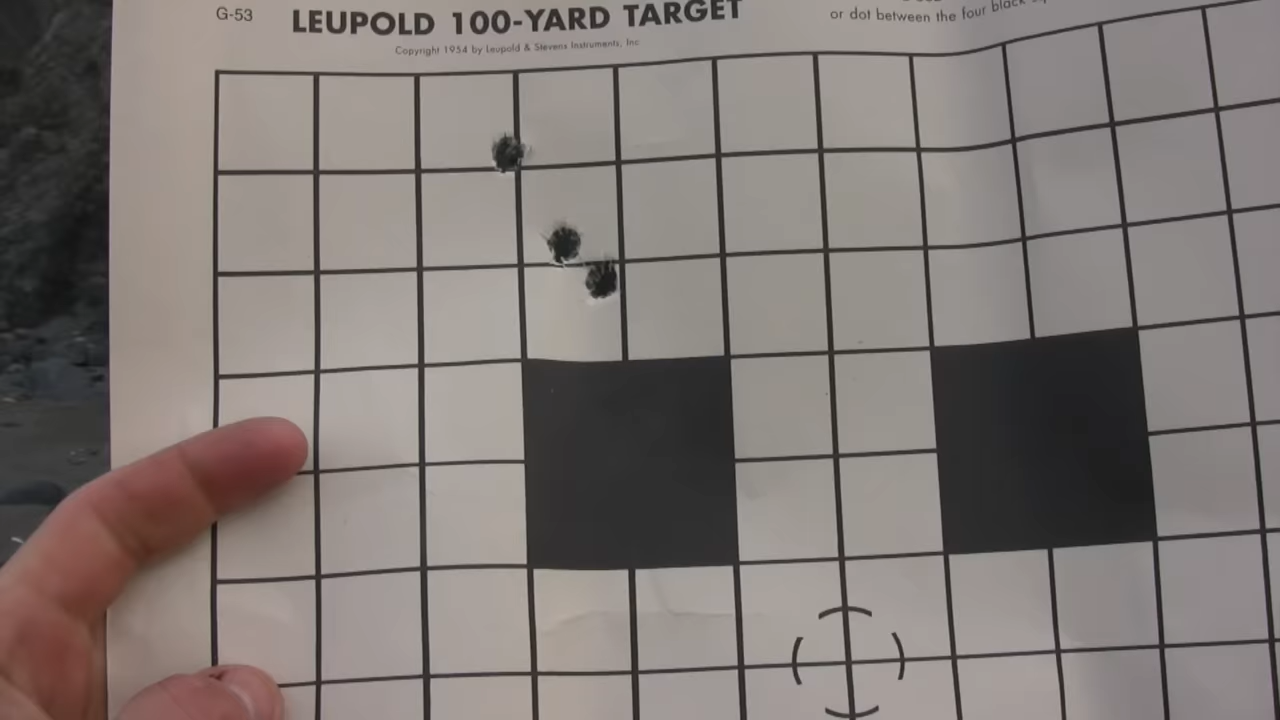 G-53
LEUPOLD 100-YARD TARGET
Copyright 1954 by Leupold & Stevens Instruments, Inc
or dot between the four black